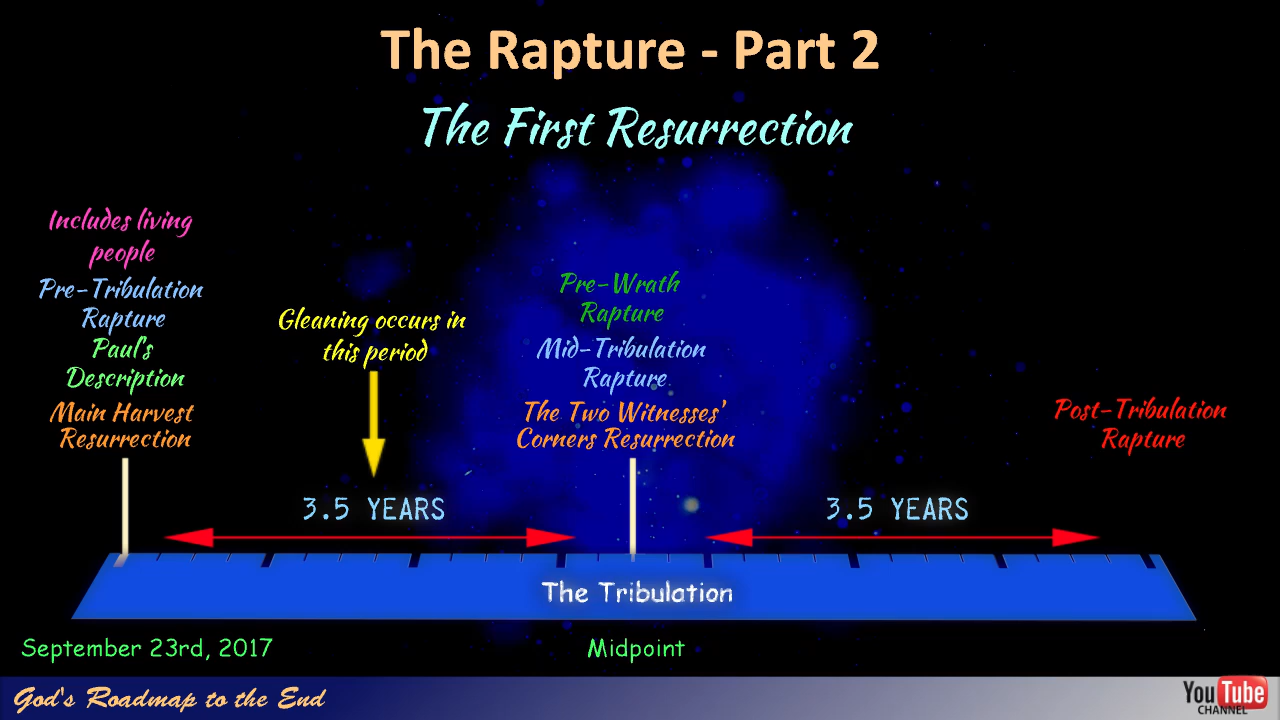 The Rapture - Part 2
The First Resurrection
Includes living
people
Pre-Tribulation
Rapture
Paul's
Description
Main Harvest
Resurrection
Gleaning occurs in
this period
Pre-Wrath
Rapture
Mid-Tribulation
Rapture
The Two Witnesses'
Corners Resurrection
Post-Tribulation
Rapture
3.5 YEARS
3.5 YEARS
The Tribulation
September 23rd, 2017
Midpoint
God's Roadmap to the End
YouTube
CHANNEL